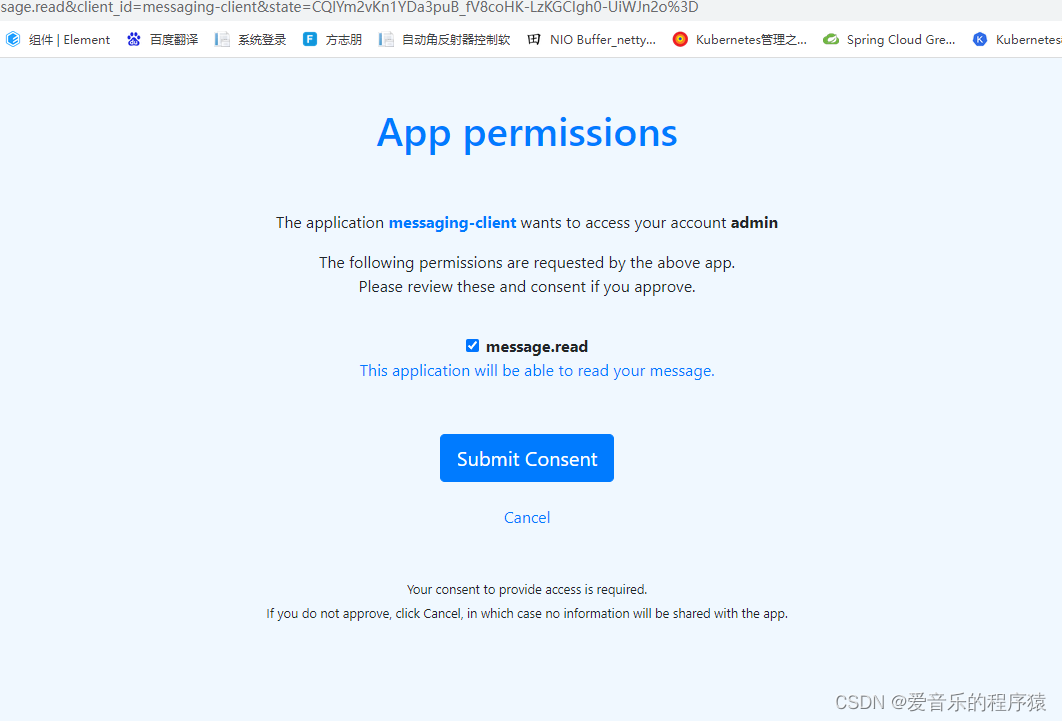 sage.read&client_id=messaging-client&state=CQIYm2vKn1YDa3puB_fV8coHK-LzKGCIgh0-UiWJn2o%3D
组件 | Element 百度翻译 系统登录 F 方志朋 自动角反射器控制软 NIO Buffer_netty... Kubernetes管理之... Spring Cloud Gre... K Kubernetes
App permissions
The application messaging-client wants to access your account admin
The following permissions are requested by the above app.
Please review these and consent if you approve.
message.read
This application will be able to read your message.
Submit Consent
Cancel
Your consent to provide access is required.
If you do not approve, click Cancel, in which case no information will be shared with the app.
CSDN @爱音乐的程序猿